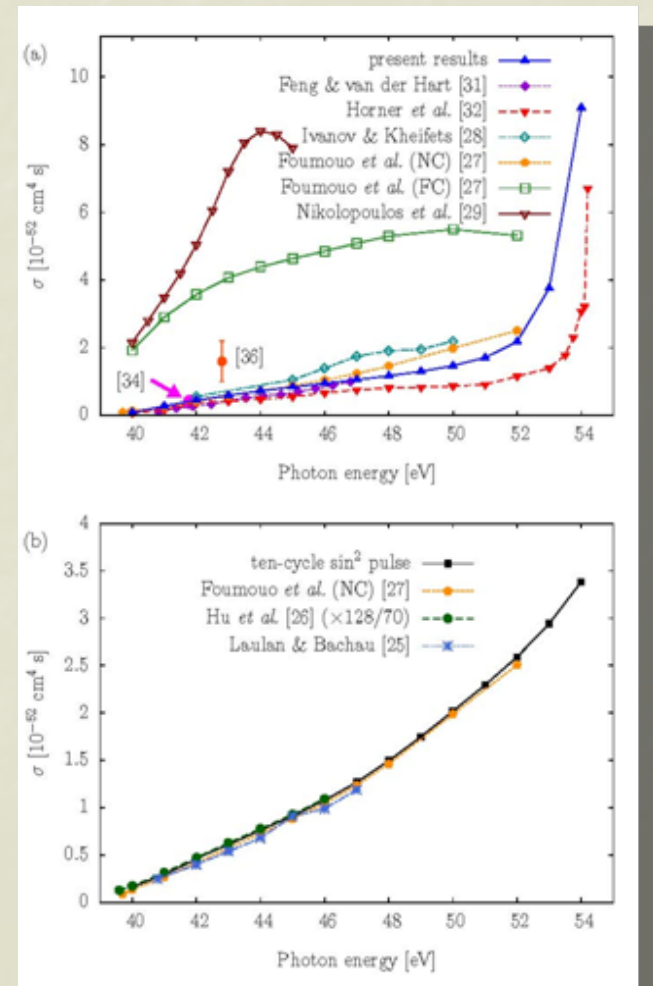 (a)
present results
Feng & van der Hart [31]
Horner et al. [32]
Ivanov & Kheifets [28]
Foumouo et al. (NC) [27]
Foumouo et al. (FC) [27]
Nikolopoulos et al. [29]
10
8
6
4
2
0
σ [10⁻⁵² cm⁴ s]
[36]
[34]
40 42 44 46 48 50 52 54
Photon energy [eV]
(b)
ten-cycle sin² pulse
Foumouo et al. (NC) [27]
Hu et al. [26] (×128/70)
Laulan & Bachau [25]
4
3.5
3
2.5
2
1.5
1
0.5
0
σ [10⁻⁵² cm⁴ s]
40 42 44 46 48 50 52 54
Photon energy [eV]